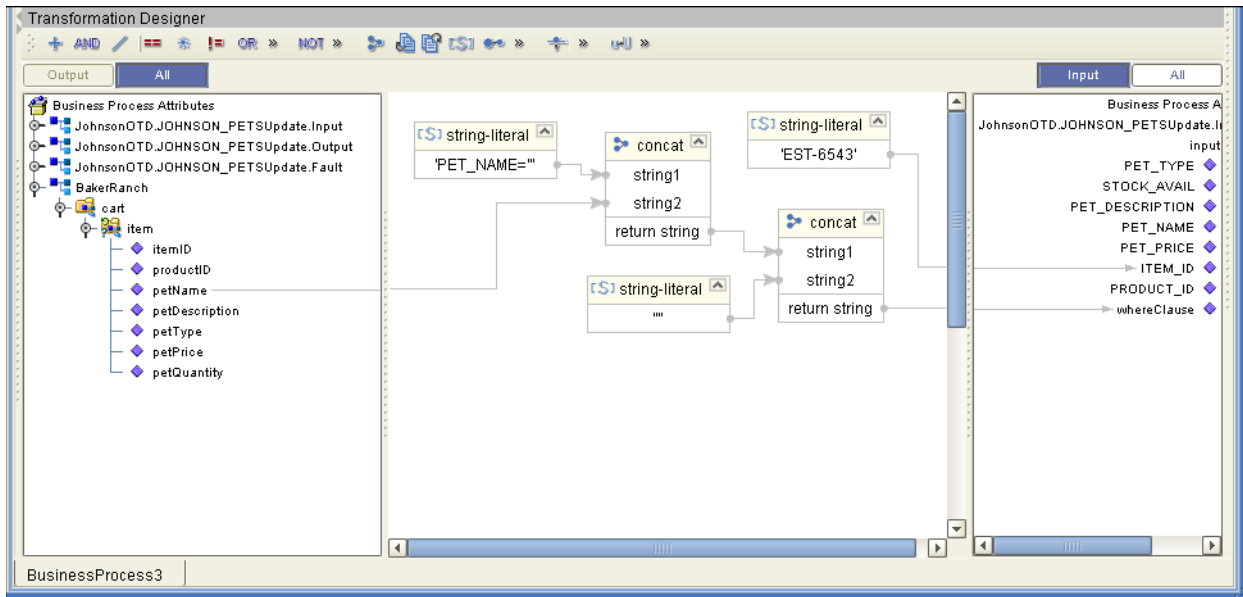 Transformation Designer
AND == != OR » NOT » [S] » » »
Output All Input All
Business Process Attributes
JohnsonOTD.JOHNSON_PETSUpdate.Input
JohnsonOTD.JOHNSON_PETSUpdate.Output
JohnsonOTD.JOHNSON_PETSUpdate.Fault
BakerRanch
cart
item
itemID
productID
petName
petDescription
petType
petPrice
petQuantity
[S] string-literal
'PET_NAME='"
concat
string1
string2
return string
[S] string-literal
'EST-6543'
concat
string1
string2
return string
[S] string-literal
""
Business Process A
JohnsonOTD.JOHNSON_PETSUpdate.I
input
PET_TYPE
STOCK_AVAIL
PET_DESCRIPTION
PET_NAME
PET_PRICE
ITEM_ID
PRODUCT_ID
whereClause
BusinessProcess3